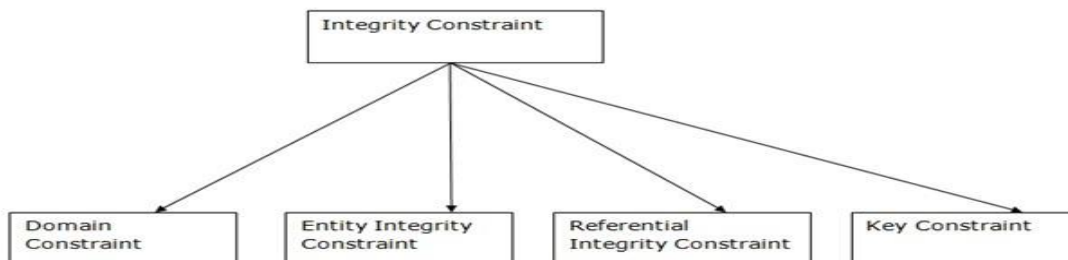 Integrity Constraint
Domain
Constraint
Entity Integrity
Constraint
Referential
Integrity Constraint
Key Constraint